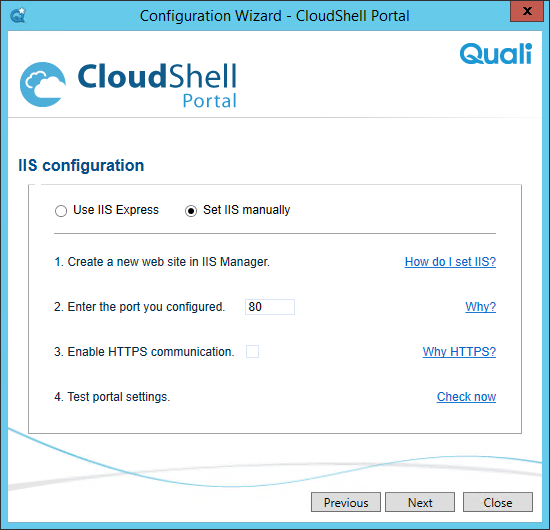 Configuration Wizard - CloudShell Portal
x
Quali
CloudShell
Portal
IIS configuration
Use IIS Express
Set IIS manually
1. Create a new web site in IIS Manager.
How do I set IIS?
2. Enter the port you configured.
80
Why?
3. Enable HTTPS communication.
Why HTTPS?
4. Test portal settings.
Check now
Previous
Next
Close